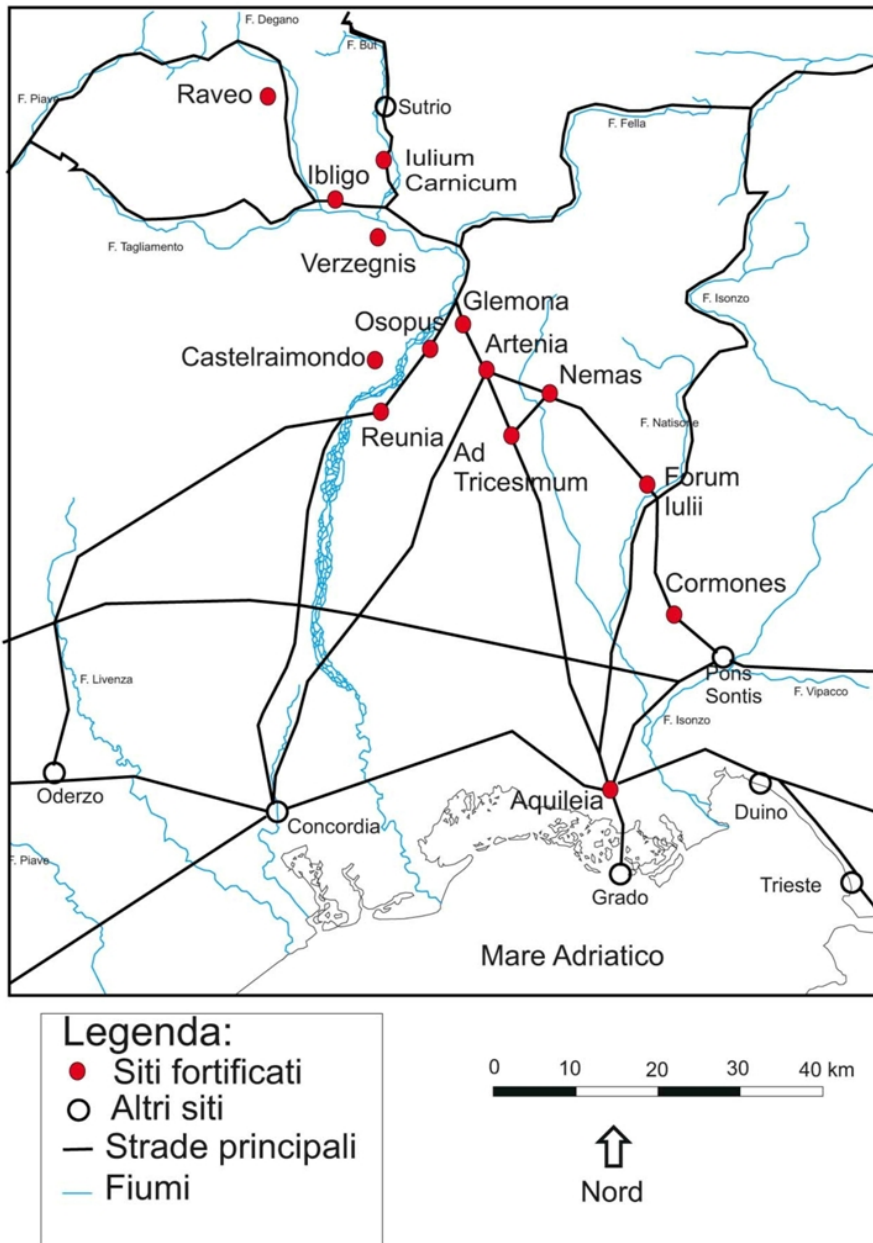 F. Degano
F. But
F. Piave
Raveo
Sutrio
F. Fella
Iulium
Carnicum
Ibligo
F. Tagliamento
Verzegnis
F. Isonzo
Glemona
Osopus
Artenia
Castelraimondo
Nemas
F. Natisone
Reunia
Ad
Tricesimum
Forum
Iulii
Cormones
F. Livenza
Pons
Sontis
F. Vipacco
F. Isonzo
Oderzo
Aquileia
Duino
Concordia
F. Piave
Grado
Trieste
Mare Adriatico
Legenda:
Siti fortificati
Altri siti
Strade principali
Fiumi
0 10 20 30 40 km
Nord